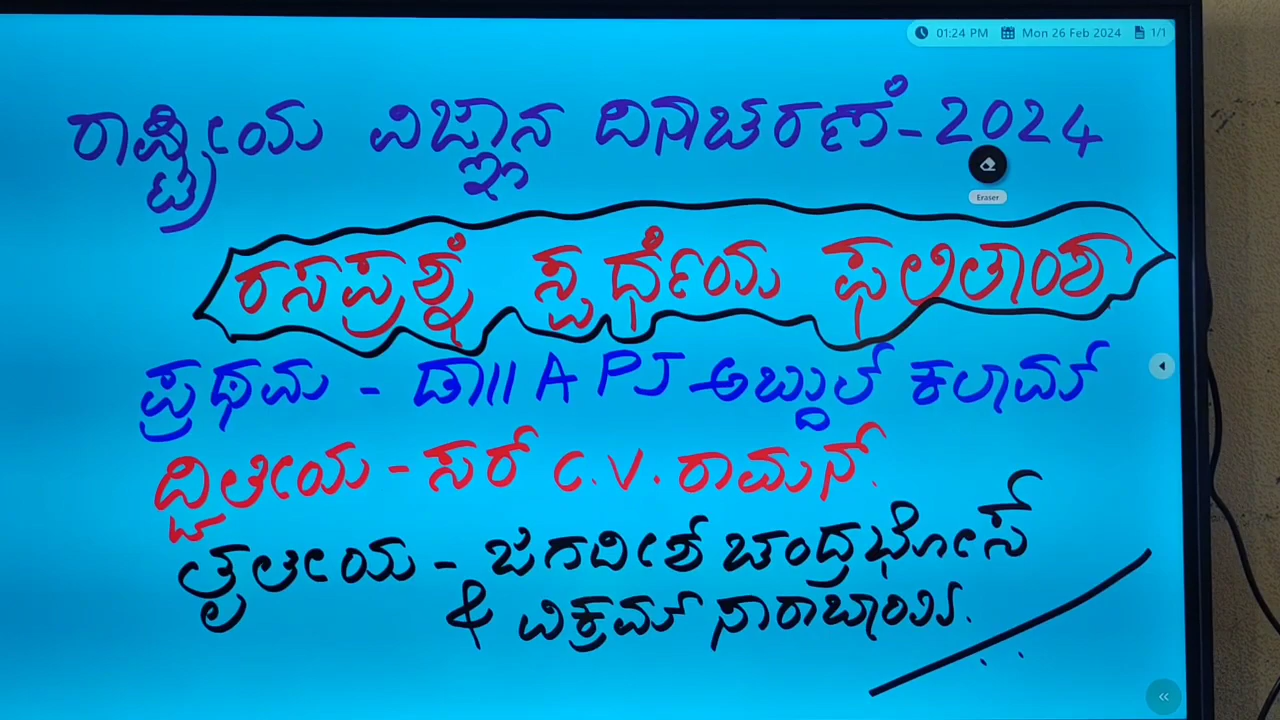 01:24 PM Mon 26 Feb 2024 1/1
ರಾಷ್ಟ್ರೀಯ ವಿಜ್ಞಾನ ದಿನಾಚರಣೆ-2024
Eraser
ರಸಪ್ರಶ್ನೆ ಸ್ಪರ್ಧೆಯ ಫಲಿತಾಂಶ
ಪ್ರಥಮ - ಡಾ|| A PJ ಅಬ್ದುಲ್ ಕಲಾಮ್
ದ್ವಿತೀಯ - ಸರ್ C.V. ರಾಮನ್.
ತೃತೀಯ - ಜಗದೀಶ್ ಚಂದ್ರಭೋಸ್
& ವಿಕ್ರಮ್ ಸಾರಾಬಾಯಿ.